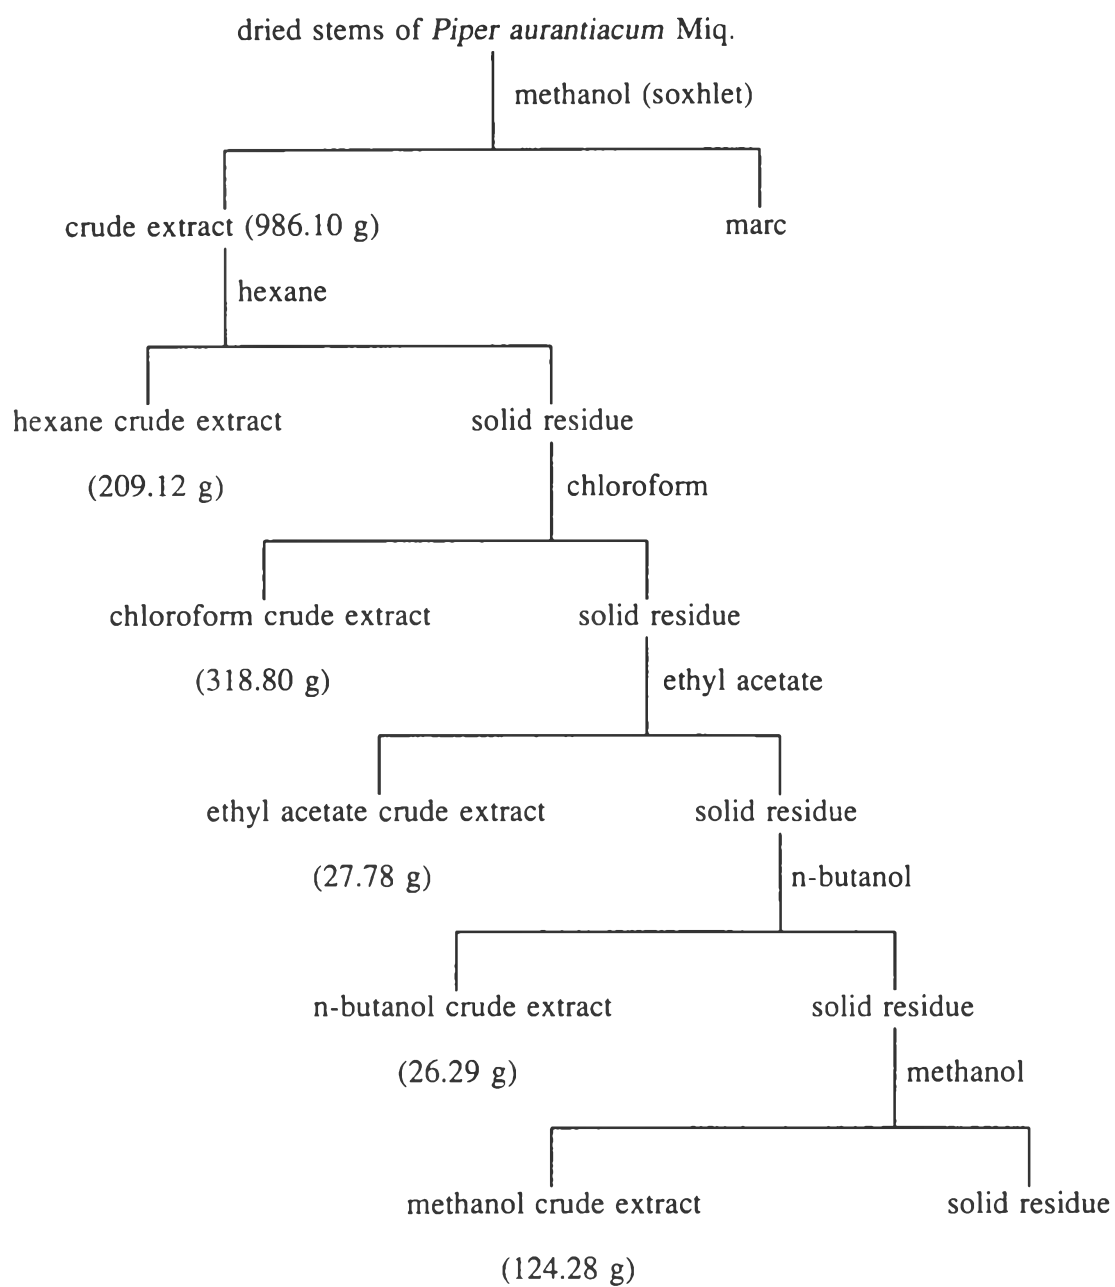 dried stems of Piper aurantiacum Miq.
methanol (soxhlet)
crude extract (986.10 g)
marc
hexane
hexane crude extract
solid residue
(209.12 g)
chloroform
chloroform crude extract
solid residue
(318.80 g)
ethyl acetate
ethyl acetate crude extract
solid residue
(27.78 g)
n-butanol
n-butanol crude extract
solid residue
(26.29 g)
methanol
methanol crude extract
solid residue
(124.28 g)